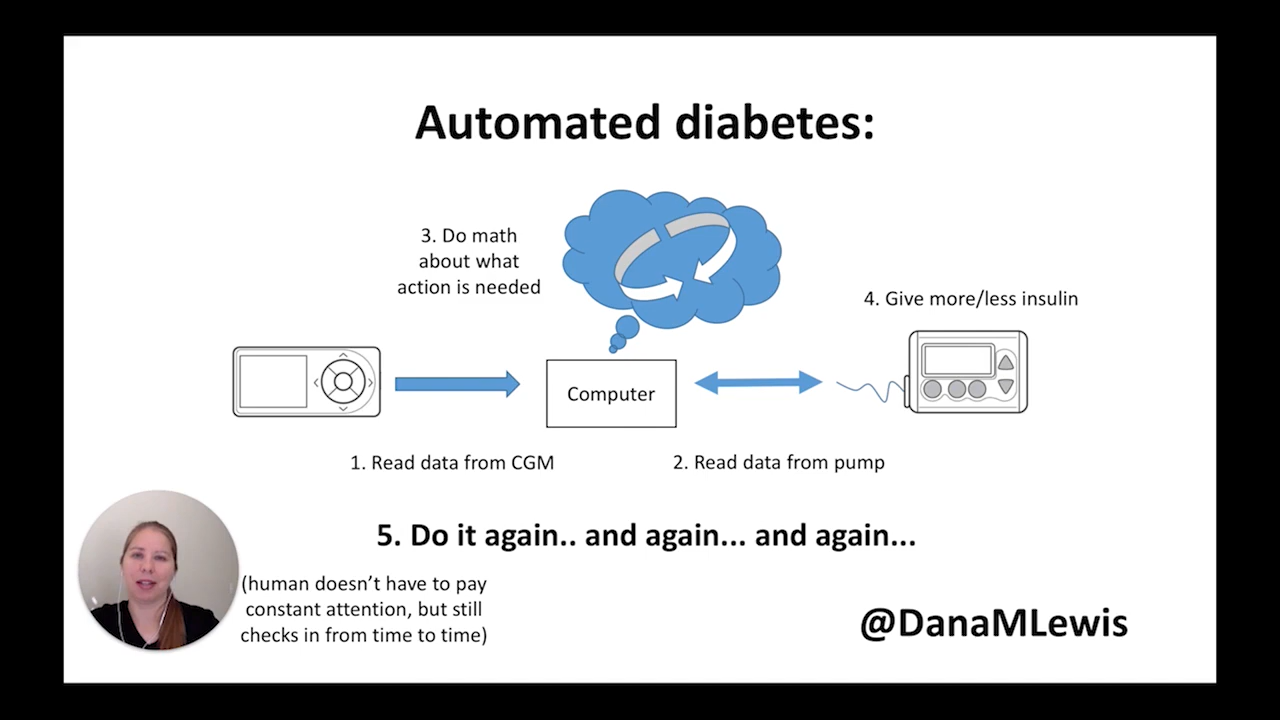 Automated diabetes:
3. Do math
about what
action is needed
4. Give more/less insulin
Computer
1. Read data from CGM
2. Read data from pump
5. Do it again.. and again... and again...
(human doesn’t have to pay
constant attention, but still
checks in from time to time)
@DanaMLewis